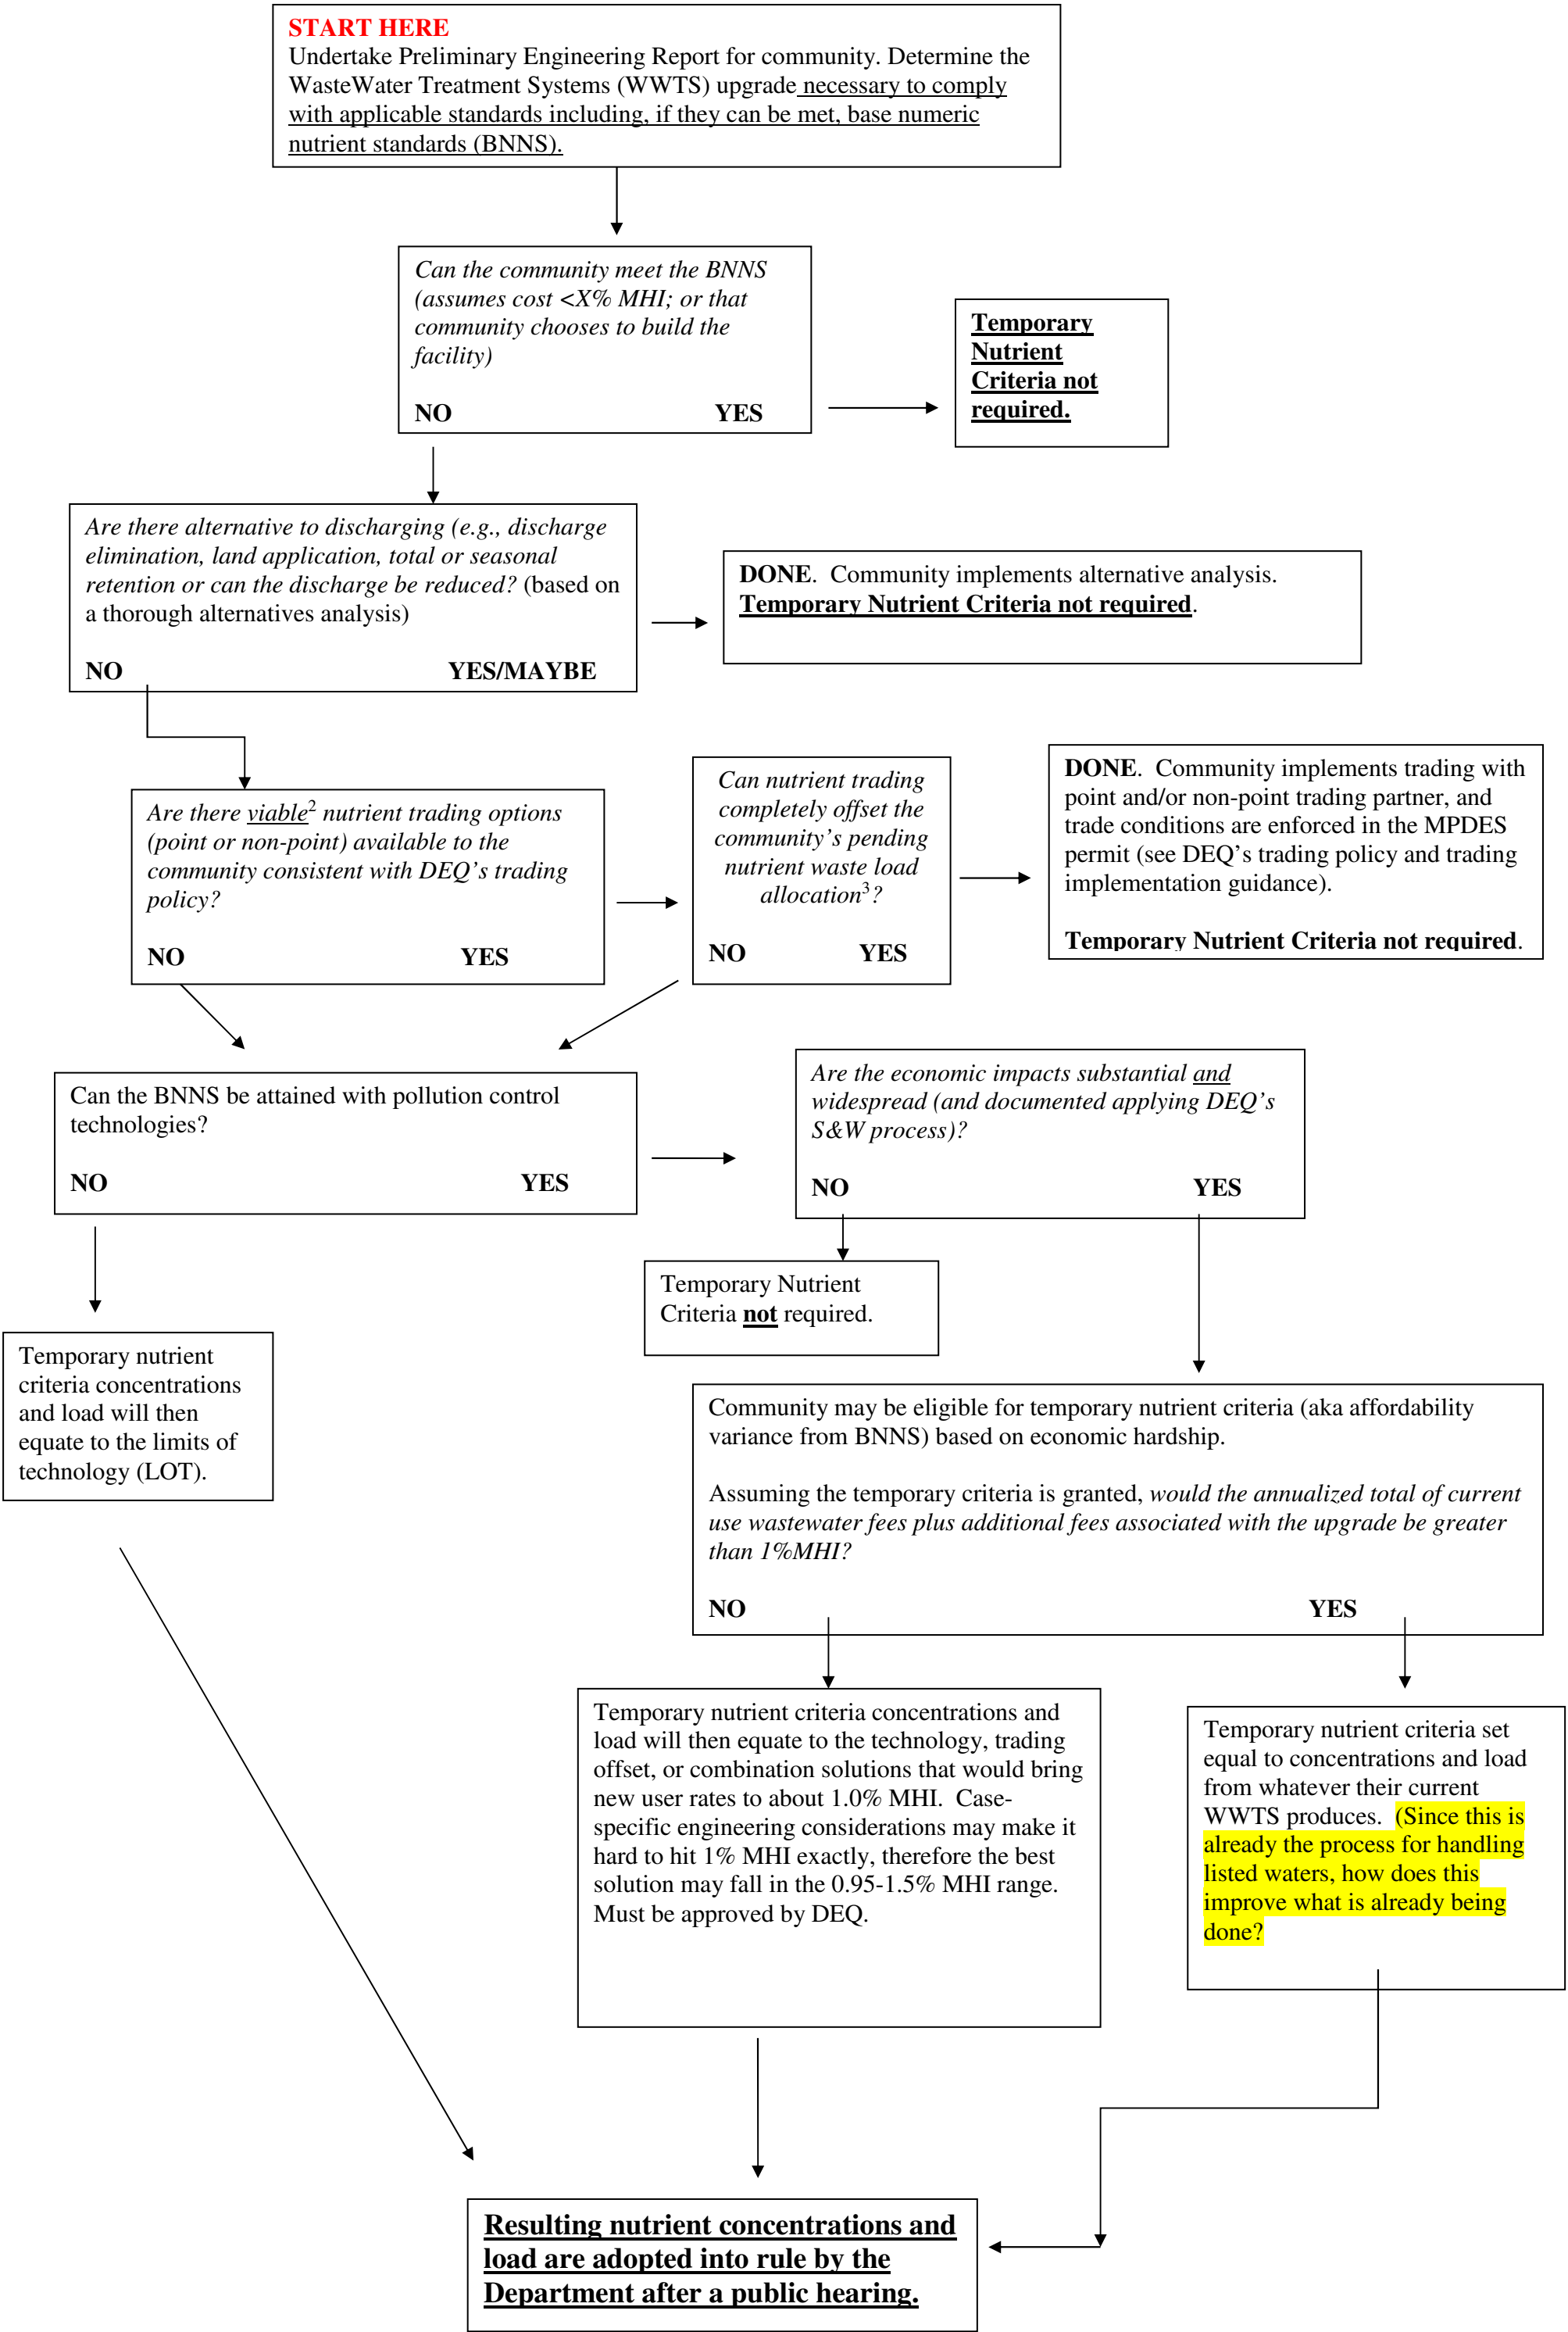 START HERE
Undertake Preliminary Engineering Report for community. Determine the
WasteWater Treatment Systems (WWTS) upgrade necessary to comply
with applicable standards including, if they can be met, base numeric
nutrient standards (BNNS).
Can the community meet the BNNS
(assumes cost <X% MHI; or that
community chooses to build the
facility)
NO YES
Temporary
Nutrient
Criteria not
required.
Are there alternative to discharging (e.g., discharge
elimination, land application, total or seasonal
retention or can the discharge be reduced? (based on
a thorough alternatives analysis)
NO YES/MAYBE
DONE. Community implements alternative analysis.
Temporary Nutrient Criteria not required.
Are there viable² nutrient trading options
(point or non-point) available to the
community consistent with DEQ’s trading
policy?
NO YES
Can nutrient trading
completely offset the
community’s pending
nutrient waste load
allocation³?
NO YES
DONE. Community implements trading with
point and/or non-point trading partner, and
trade conditions are enforced in the MPDES
permit (see DEQ’s trading policy and trading
implementation guidance).
Temporary Nutrient Criteria not required.
Can the BNNS be attained with pollution control
technologies?
NO YES
Are the economic impacts substantial and
widespread (and documented applying DEQ’s
S&W process)?
NO YES
Temporary Nutrient
Criteria not required.
Temporary nutrient
criteria concentrations
and load will then
equate to the limits of
technology (LOT).
Community may be eligible for temporary nutrient criteria (aka affordability
variance from BNNS) based on economic hardship.
Assuming the temporary criteria is granted, would the annualized total of current
use wastewater fees plus additional fees associated with the upgrade be greater
than 1%MHI?
NO YES
Temporary nutrient criteria concentrations and
load will then equate to the technology, trading
offset, or combination solutions that would bring
new user rates to about 1.0% MHI. Case-
specific engineering considerations may make it
hard to hit 1% MHI exactly, therefore the best
solution may fall in the 0.95-1.5% MHI range.
Must be approved by DEQ.
Temporary nutrient criteria set
equal to concentrations and load
from whatever their current
WWTS produces. (Since this is
already the process for handling
listed waters, how does this
improve what is already being
done?
Resulting nutrient concentrations and
load are adopted into rule by the
Department after a public hearing.